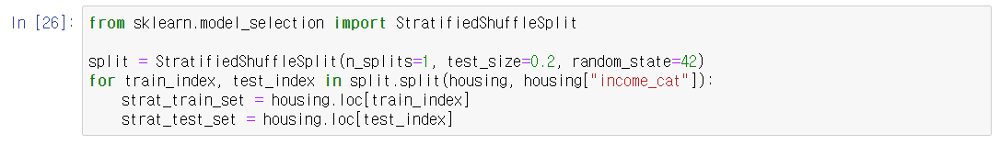 In [26]: from sklearn.model_selection import StratifiedShuffleSplit
split = StratifiedShuffleSplit(n_splits=1, test_size=0.2, random_state=42)
for train_index, test_index in split.split(housing, housing["income_cat"]):
    strat_train_set = housing.loc[train_index]
    strat_test_set = housing.loc[test_index]